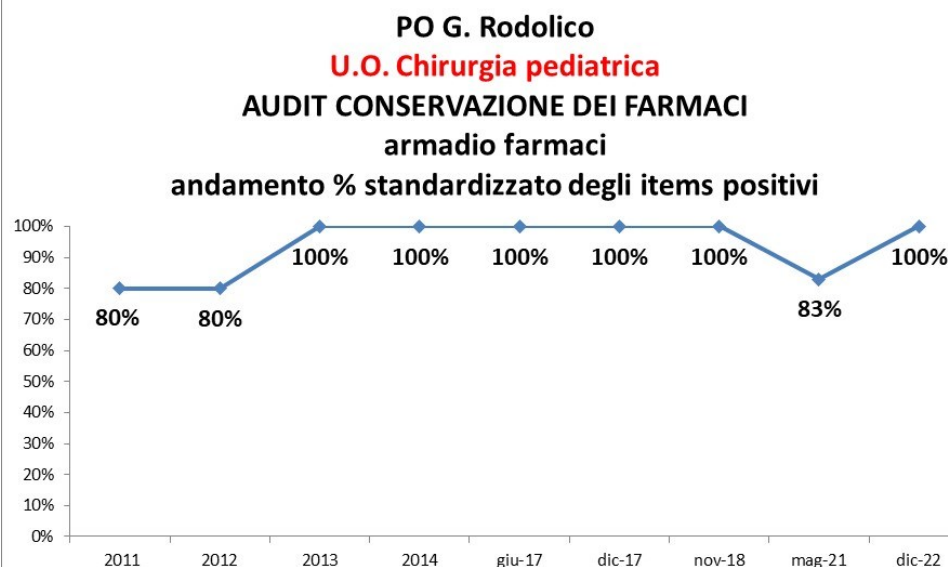 PO G. Rodolico
U.O. Chirurgia pediatrica
AUDIT CONSERVAZIONE DEI FARMACI
armadio farmaci
andamento % standardizzato degli items positivi
100%
90%
80%
70%
60%
50%
40%
30%
20%
10%
0%
80%
80%
100%
100%
100%
100%
100%
83%
100%
2011
2012
2013
2014
giu-17
dic-17
nov-18
mag-21
dic-22